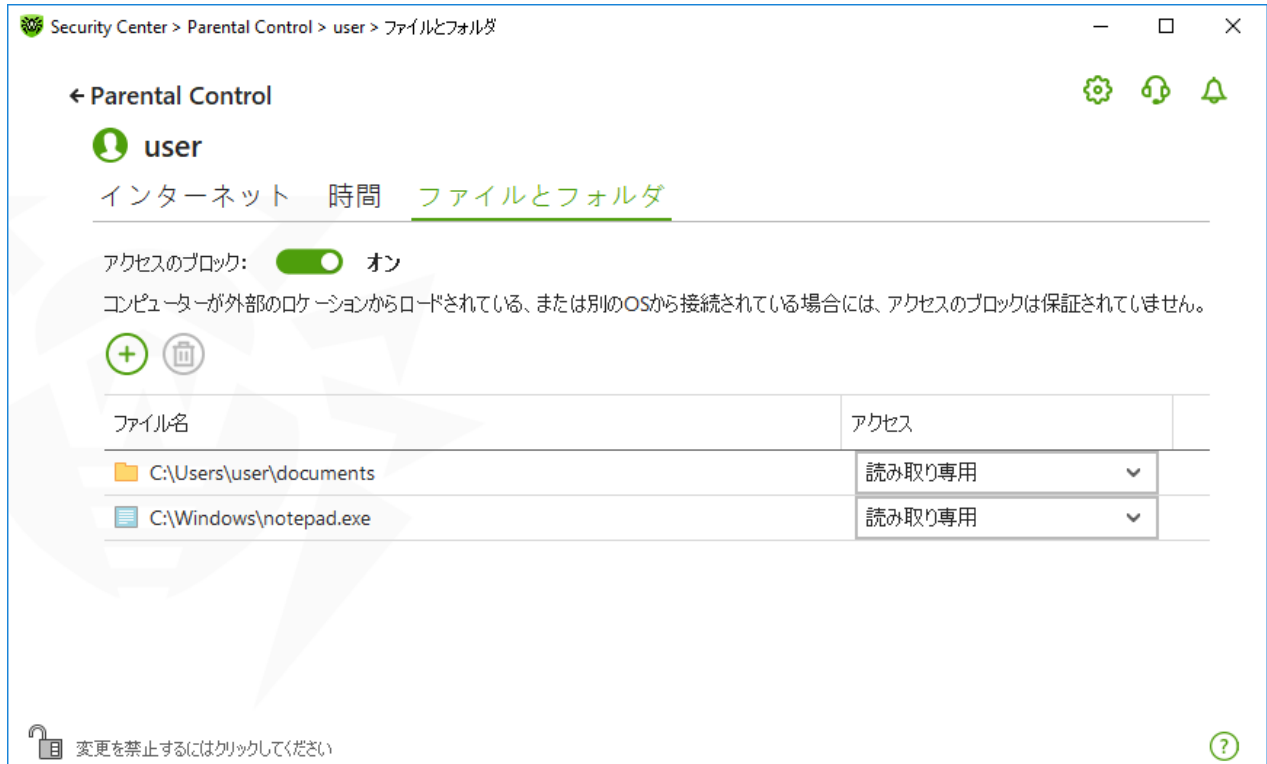 Security Center > Parental Control > user > ファイルとフォルダ
Parental Control
user
インターネット 時間 ファイルとフォルダ
アクセスのブロック: オン
コンピューターが外部のロケーションからロードされている、または別のOSから接続されている場合には、アクセスのブロックは保証されていません。
ファイル名 アクセス
C:\Users\user\documents 読み取り専用
C:\Windows\notepad.exe 読み取り専用
変更を禁止するにはクリックしてください ?